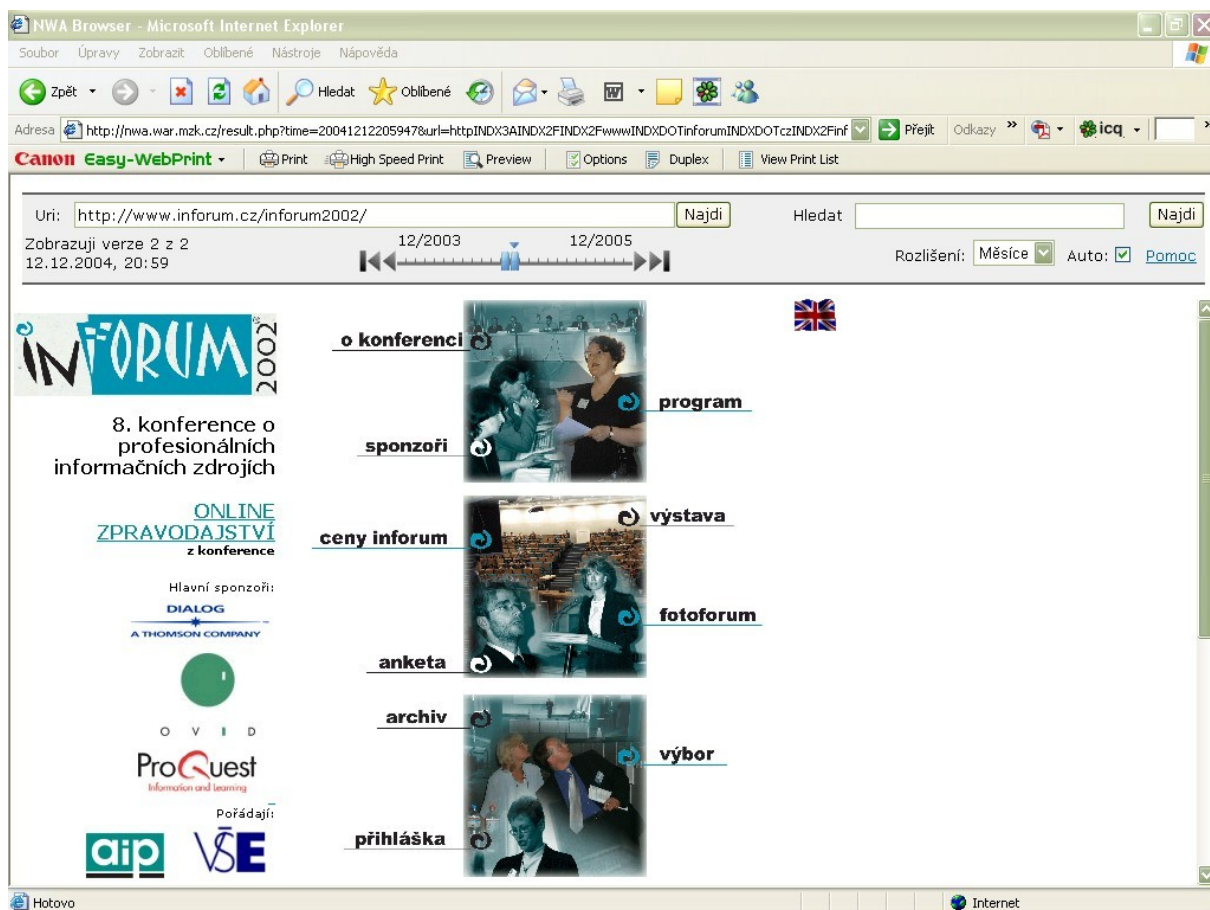 NWA Browser - Microsoft Internet Explorer
Soubor Úpravy Zobrazit Oblíbené Nástroje Nápověda
Zpět Hledat Oblíbené
Adresa http://nwa.war.mzk.cz/result.php?time=20041212205947&url=httpINDX3AINDX2FINDX2FwwwINDXDOTinforumINDXDOTczINDX2Finf Přejít Odkazy » icq »
Canon Easy-WebPrint Print High Speed Print Preview Options Duplex View Print List
Uri: http://www.inforum.cz/inforum2002/ Najdi Hledat Najdi
Zobrazuji verze 2 z 2 12/2003 12/2005
12.12.2004, 20:59 Rozlišení: Měsíce Auto: Pomoc
INFORUM 2002
o konferenci
program
8. konference o
profesionálních
informačních zdrojích
sponzoři
ONLINE
ZPRAVODAJSTVÍ
z konference
výstava
ceny inforum
Hlavní sponzoři:
DIALOG
A THOMSON COMPANY
fotoforum
anketa
archiv
OVID
výbor
ProQuest
Information and Learning
Pořádají:
přihláška
aip VŠE
Hotovo Internet